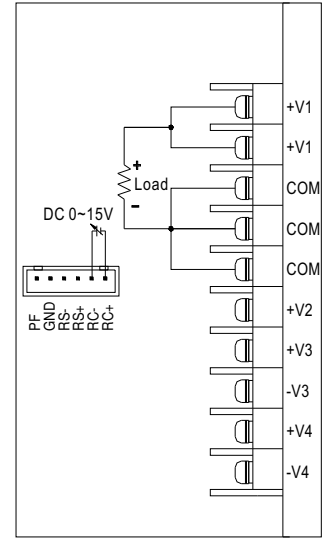 +V1
+V1
COM
COM
COM
+V2
+V3
-V3
+V4
-V4
+
Load
-
DC 0~15V
PF
GND
RS-
RS+
RC-
RC+